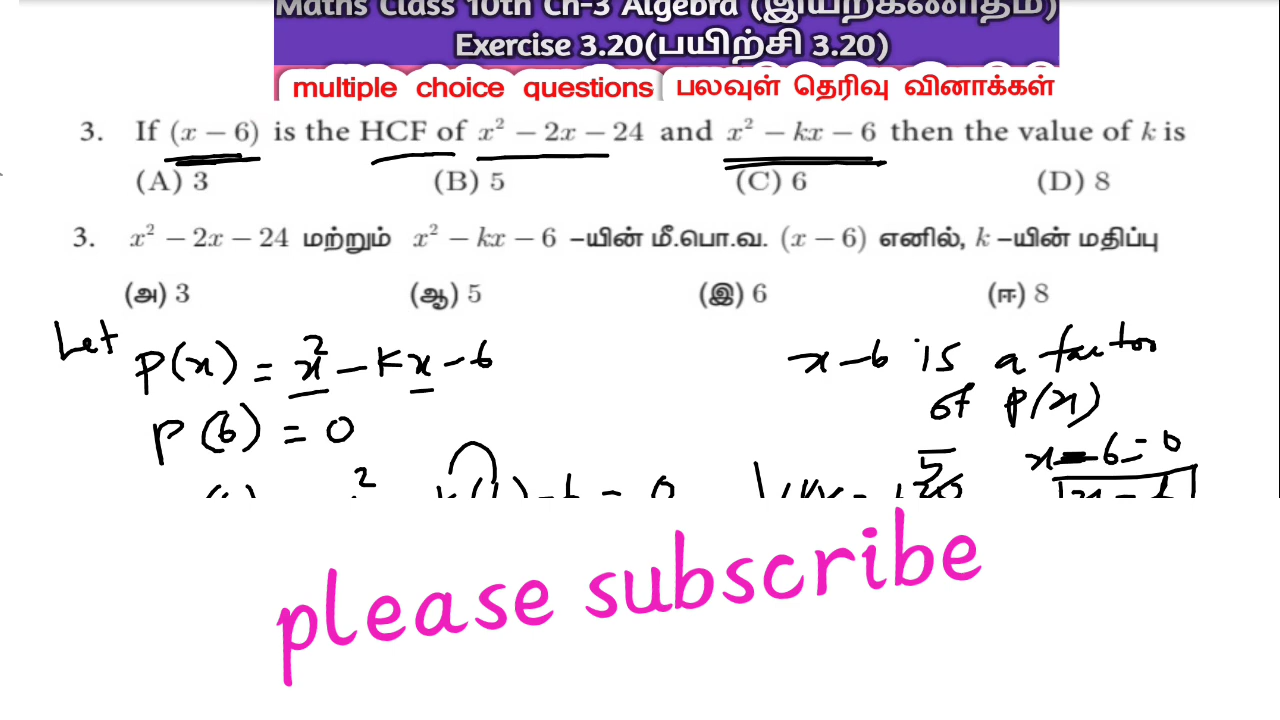 Maths Class 10th Ch-3 Algebra (இயற்கணிதம்)
Exercise 3.20(பயிற்சி 3.20)
multiple choice questions பலவுள் தெரிவு வினாக்கள்
3. If (x − 6) is the HCF of x² − 2x − 24 and x² − kx − 6 then the value of k is
(A) 3 (B) 5 (C) 6 (D) 8
3. x² − 2x − 24 மற்றும் x² − kx − 6 −யின் மீ.பொ.வ. (x − 6) எனில், k −யின் மதிப்பு
(அ) 3 (ஆ) 5 (இ) 6 (ஈ) 8
Let P(x) = x² − Kx − 6
x − 6 is a factor
of P(x)
P(6) = 0
x − 6 = 0
please subscribe